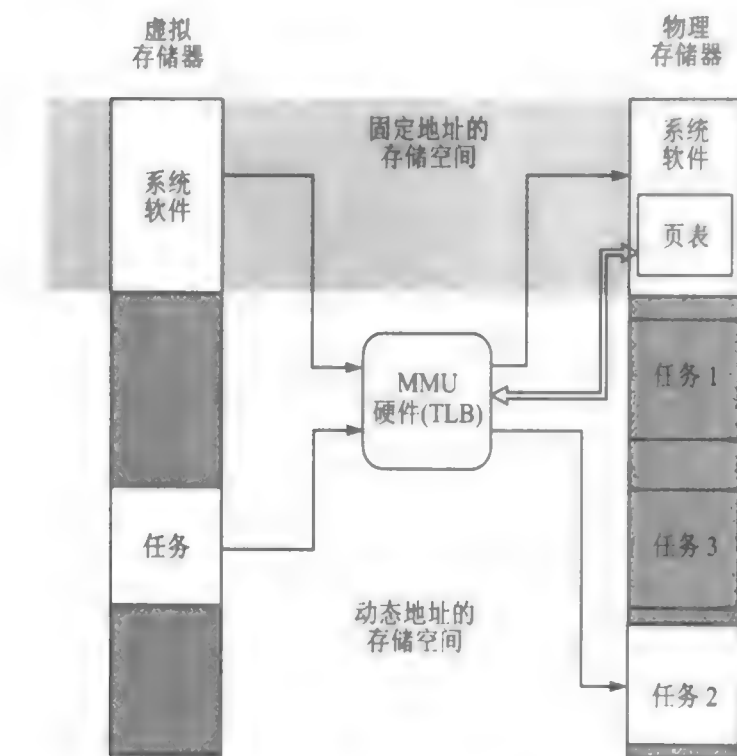 虚拟
存储器
物理
存储器
固定地址的
存储空间
系统
软件
系统
软件
页表
MMU
硬件(TLB)
任务 1
任务
任务 3
动态地址的
存储空间
任务 2